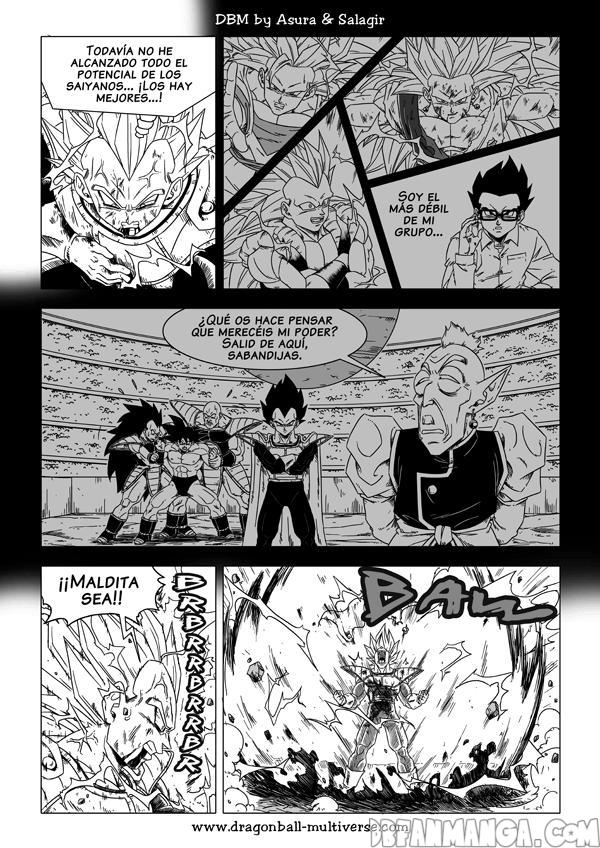 DBM by Asura & Salagir
Todavía no he
alcanzado todo el
potencial de los
saiyanos... ¡Los hay
mejores...!
Soy el
más débil
de mi
grupo...
¿Qué os hace pensar
que merecéis mi poder?
Salid de aquí,
sabandijas.
¡¡Maldita
sea!!
BRBRRBRRBR
BAM
www.dragonball-multiverse.com
DBFANMANGA.COM